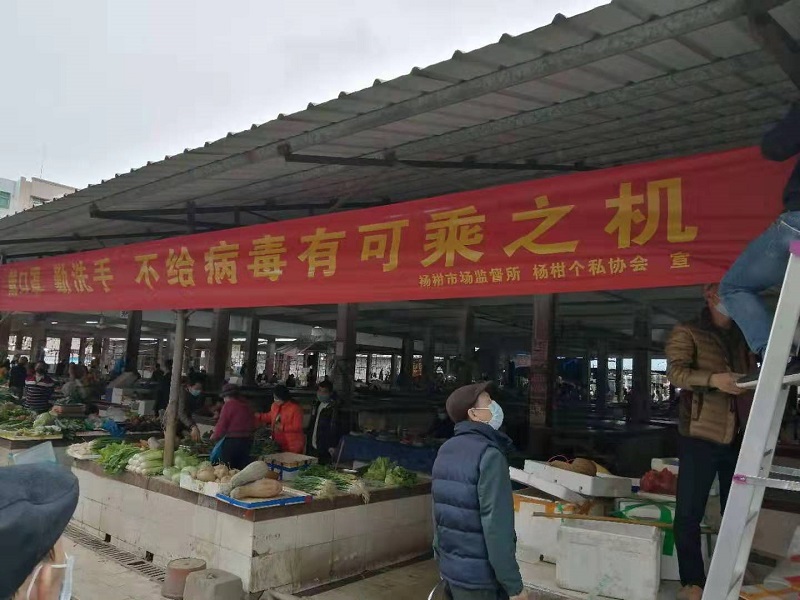 戴口罩 勤洗手 不给病毒有可乘之机
杨柑市场监督所 杨柑个私协会 宣